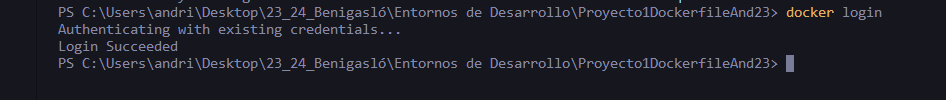 PS C:\Users\andri\Desktop\23_24_Benigasló\Entornos de Desarrollo\Proyecto1DockerfileAnd23> docker login
Authenticating with existing credentials...
Login Succeeded
PS C:\Users\andri\Desktop\23_24_Benigasló\Entornos de Desarrollo\Proyecto1DockerfileAnd23>